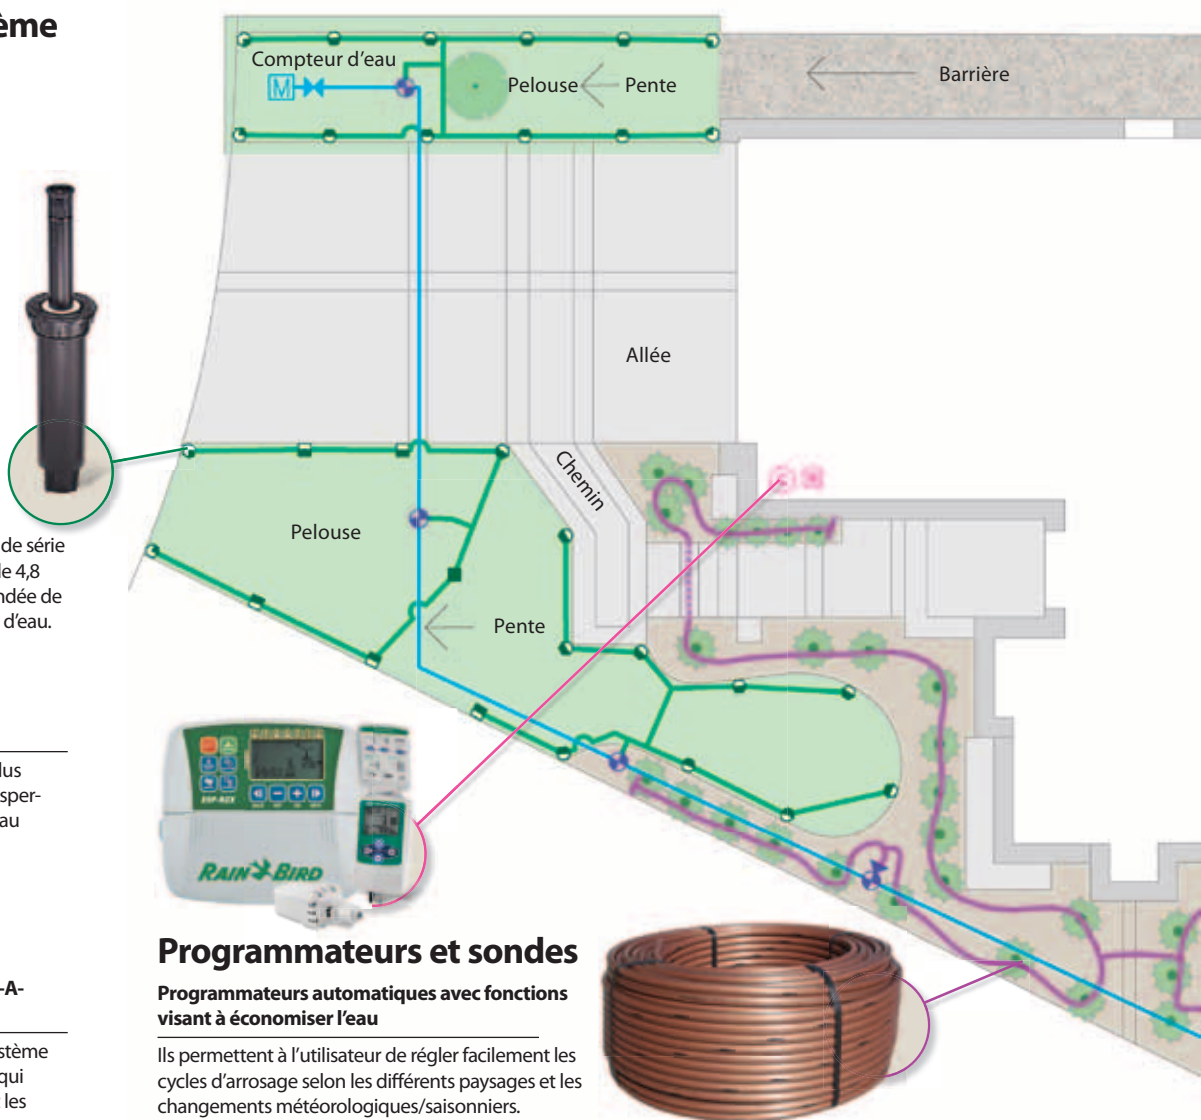 ème
Compteur d'eau
M
Pelouse
Pente
Barrière
Allée
Chemin
Pelouse
Pente
C
de série
de 4,8
ndée de
d'eau.
lus
sper-
au
-A-
stème
qui
les
RAIN BIRD
Programmateurs et sondes
Programmateurs automatiques avec fonctions
visant à économiser l'eau
Ils permettent à l'utilisateur de régler facilement les
cycles d'arrosage selon les différents paysages et les
changements météorologiques/saisonniers.